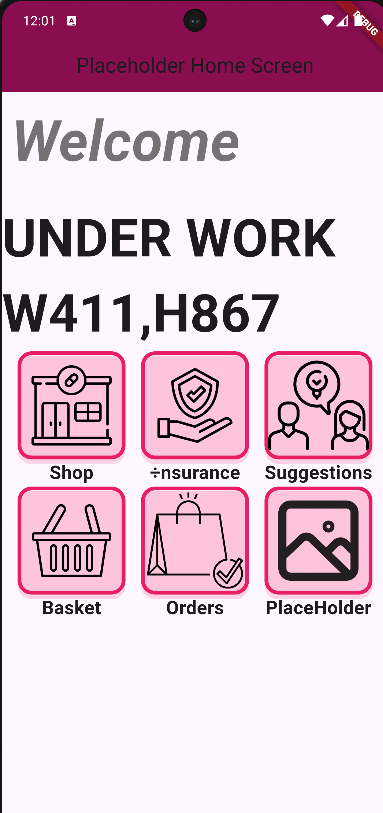 12:01 A
DEBUG
Placeholder Home Screen
Welcome
UNDER WORK
W411,H867
Shop ÷nsurance Suggestions
Basket Orders PlaceHolder